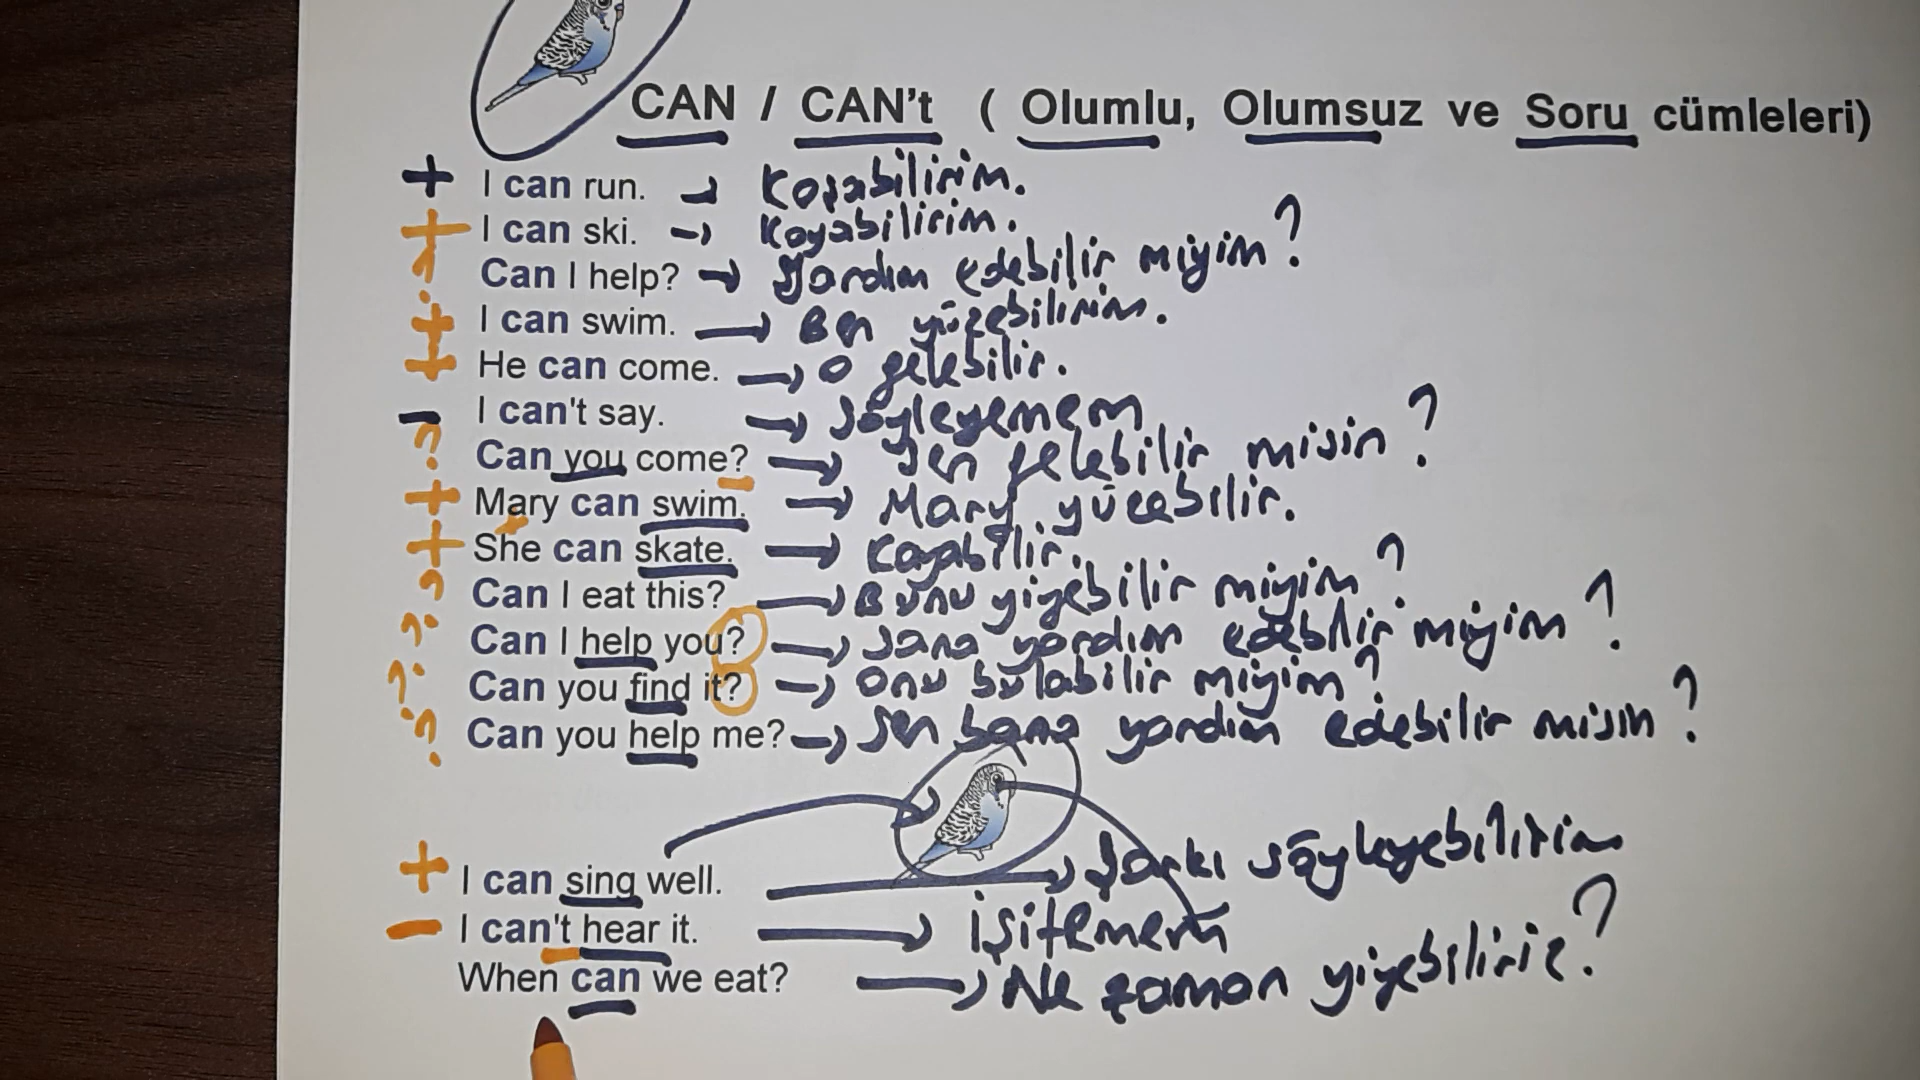 CAN / CAN't ( Olumlu, Olumsuz ve Soru cümleleri)
+ I can run. → Koşabilirim.
+ I can ski. → Kayabilirim.
? Can I help? → Yardım edebilir miyim?
+ I can swim. → Ben yüzebilirim.
+ He can come. → O gelebilir.
- I can't say. → Söyleyemem
? Can you come? → Sen gelebilir misin?
+ Mary can swim. → Mary yüzebilir.
+ She can skate. → Kayabilir.
? Can I eat this? → Bunu yiyebilir miyim?
? Can I help you? → Sana yardım edebilir miyim?
? Can you find it? → Onu bulabilir miyim?
? Can you help me? → Sen bana yardım edebilir misin?
+ I can sing well. → Şarkı söyleyebilirim
- I can't hear it. → İşitemem
When can we eat? → Ne zaman yiyebiliriz?